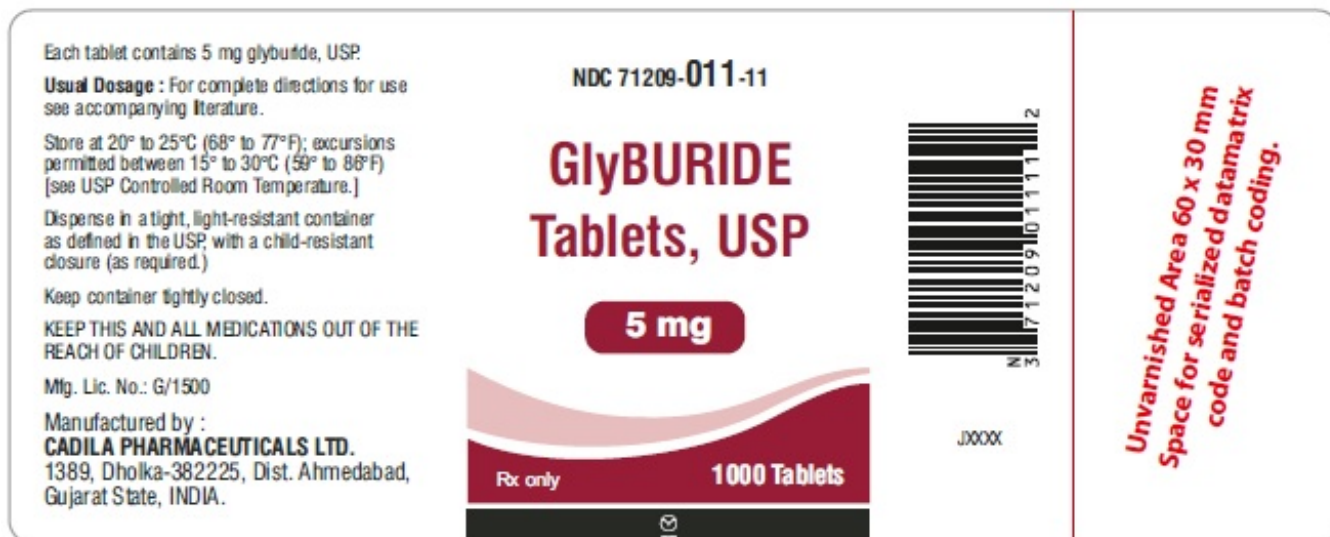 Each tablet contains 5 mg glyburide, USP.
Usual Dosage : For complete directions for use
see accompanying literature.
Store at 20° to 25°C (68° to 77°F); excursions
permitted between 15° to 30°C (59° to 86°F)
[see USP Controlled Room Temperature.]
Dispense in a tight, light-resistant container
as defined in the USP, with a child-resistant
closure (as required.)
Keep container tightly closed.
KEEP THIS AND ALL MEDICATIONS OUT OF THE
REACH OF CHILDREN.
Mfg. Lic. No.: G/1500
Manufactured by :
CADILA PHARMACEUTICALS LTD.
1389, Dholka-382225, Dist. Ahmedabad,
Gujarat State, INDIA.
NDC 71209-011-11
GlyBURIDE
Tablets, USP
5 mg
Rx only
1000 Tablets
N
3 71209 01111 2
JXXXX
Unvarnished Area 60 x 30 mm
Space for serialized datamatrix
code and batch coding.